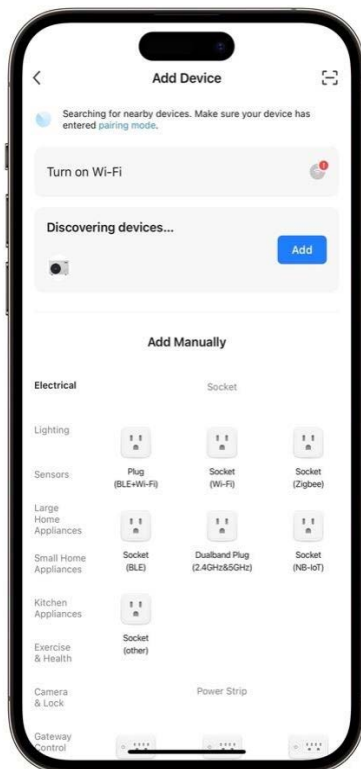 Add Device
Searching for nearby devices. Make sure your device has
entered pairing mode.
Turn on Wi-Fi
!
Discovering devices...
Add
Add Manually
Electrical
Socket
Lighting
Sensors
Plug
(BLE+Wi-Fi)
Socket
(Wi-Fi)
Socket
(Zigbee)
Large
Home
Appliances
Small Home
Appliances
Socket
(BLE)
Dualband Plug
(2.4GHz&5GHz)
Socket
(NB-IoT)
Kitchen
Appliances
Socket
(other)
Exercise
& Health
Camera
& Lock
Power Strip
Gateway
Control